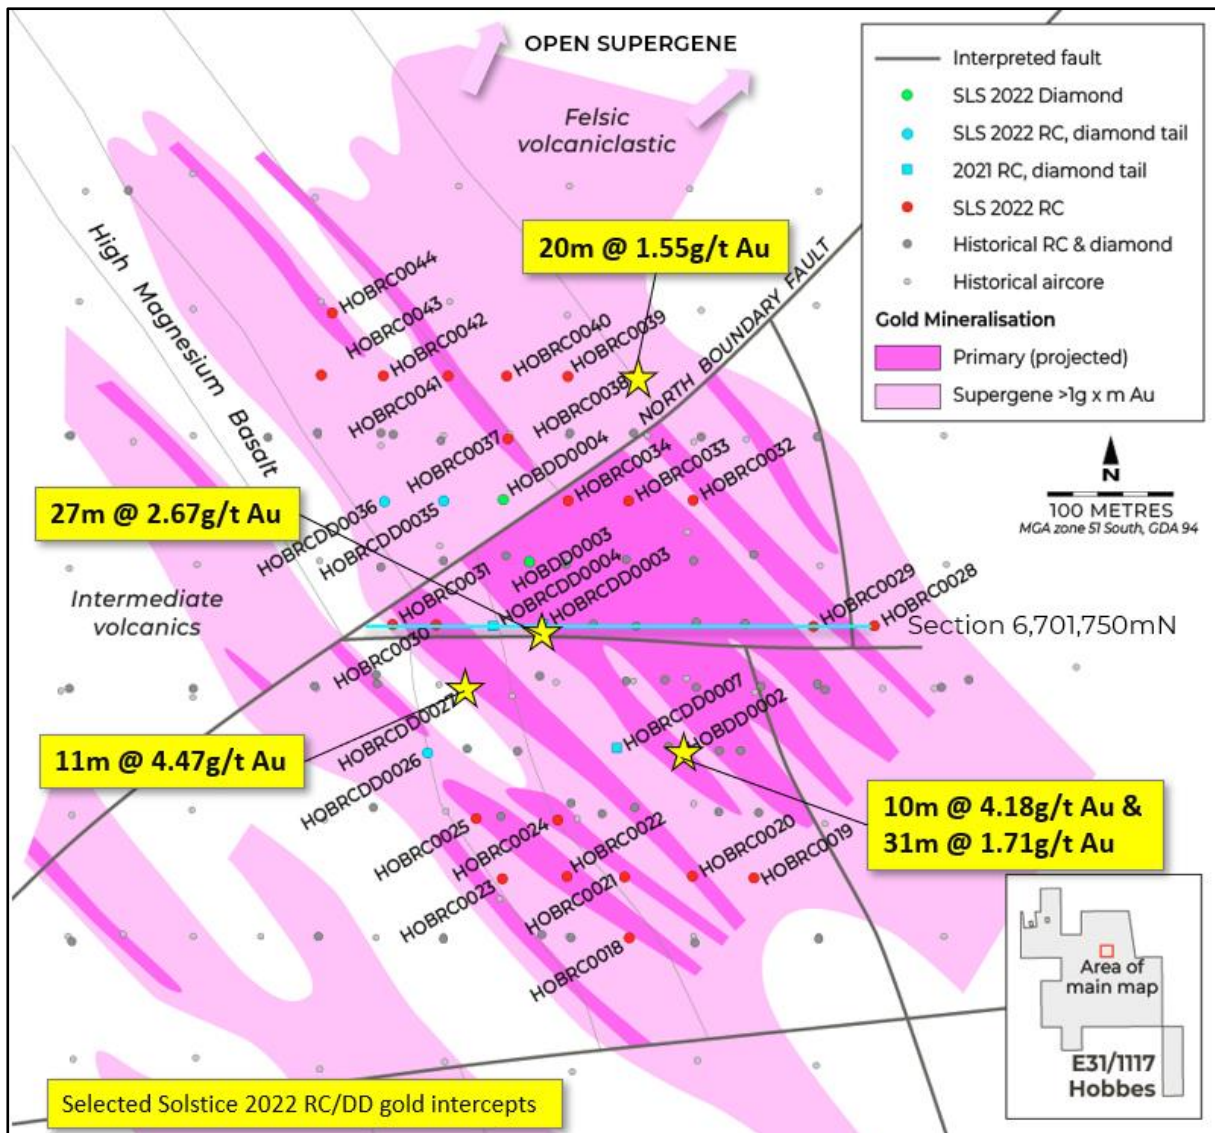 OPEN SUPERGENE
Felsic
volcaniclastic
Interpreted fault
SLS 2022 Diamond
SLS 2022 RC, diamond tail
2021 RC, diamond tail
SLS 2022 RC
Historical RC & diamond
Historical aircore
Gold Mineralisation
Primary (projected)
Supergene >1g x m Au
N
100 METRES
MGA zone 51 South, GDA 94
High Magnesium Basalt
20m @ 1.55g/t Au
NORTH BOUNDARY FAULT
HOBRC0044
HOBRC0043
HOBRC0042
HOBRC0041
HOBRC0040
HOBRC0039
HOBRC0038
HOBRC0037
HOBDD0004
HOBRC0034
HOBRC0033
HOBRC0032
HOBRCDD0036
HOBRCDD0035
27m @ 2.67g/t Au
HOBDD0003
HOBRCDD0004
HOBRCDD0003
HOBRC0031
HOBRC0030
HOBRC0029
HOBRC0028
Section 6,701,750mN
Intermediate
volcanics
HOBRCDD0027
HOBRCDD0026
HOBRCDD0007
HOBDD0002
11m @ 4.47g/t Au
10m @ 4.18g/t Au &
31m @ 1.71g/t Au
HOBRC0025
HOBRC0024
HOBRC0023
HOBRC0022
HOBRC0021
HOBRC0020
HOBRC0019
HOBRC0018
Area of
main map
E31/1117
Hobbes
Selected Solstice 2022 RC/DD gold intercepts